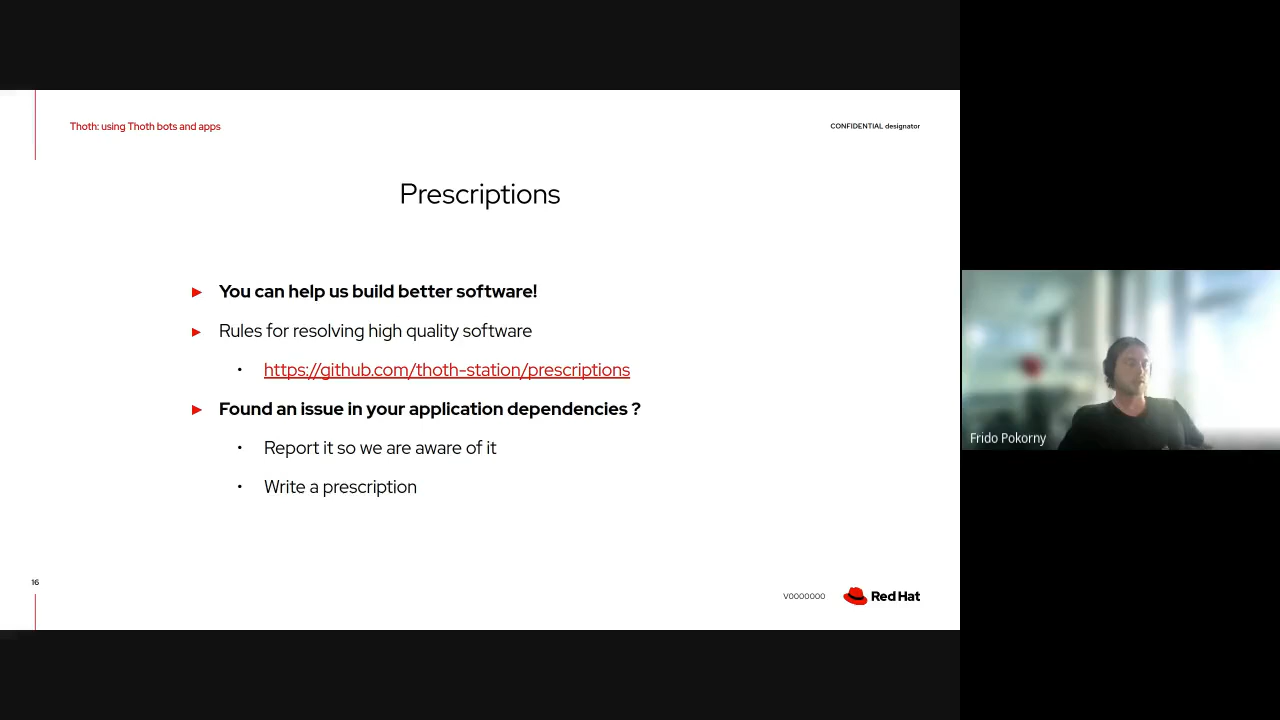 Thoth: using Thoth bots and apps
CONFIDENTIAL designator
Prescriptions
► You can help us build better software!
► Rules for resolving high quality software
• https://github.com/thoth-station/prescriptions
► Found an issue in your application dependencies ?
• Report it so we are aware of it
• Write a prescription
Frido Pokorny
16
V0000000
Red Hat